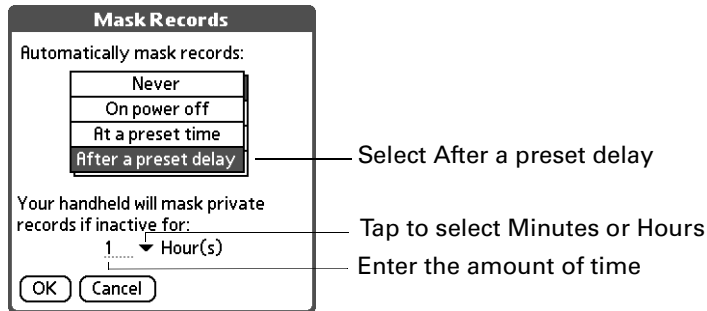 Mask Records
Automatically mask records:
Never
On power off
At a preset time
After a preset delay
Select After a preset delay
Your handheld will mask private
records if inactive for:
1 Hour(s)
Tap to select Minutes or Hours
Enter the amount of time
OK Cancel